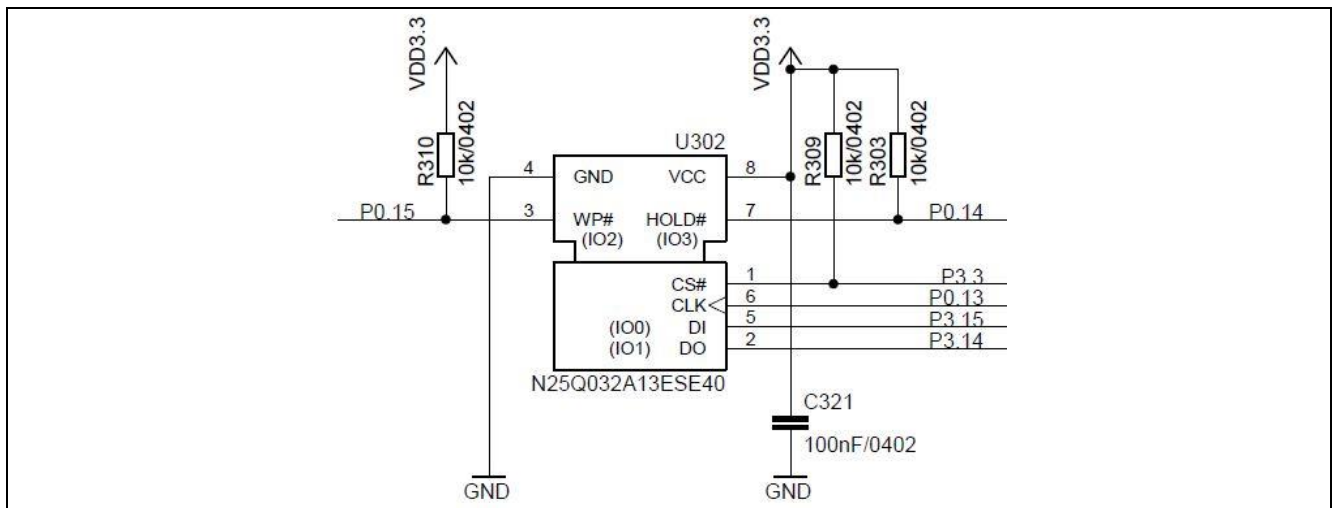 VDD3.3
VDD3.3
R310
10k/0402
R309
10k/0402
R303
10k/0402
U302
4
GND
VCC
8
P0.15
3
WP#
HOLD#
7
P0.14
(IO2)
(IO3)
CS#
1
P3.3
CLK
6
P0.13
(IO0)
DI
5
P3.15
(IO1)
DO
2
P3.14
N25Q032A13ESE40
C321
100nF/0402
GND
GND